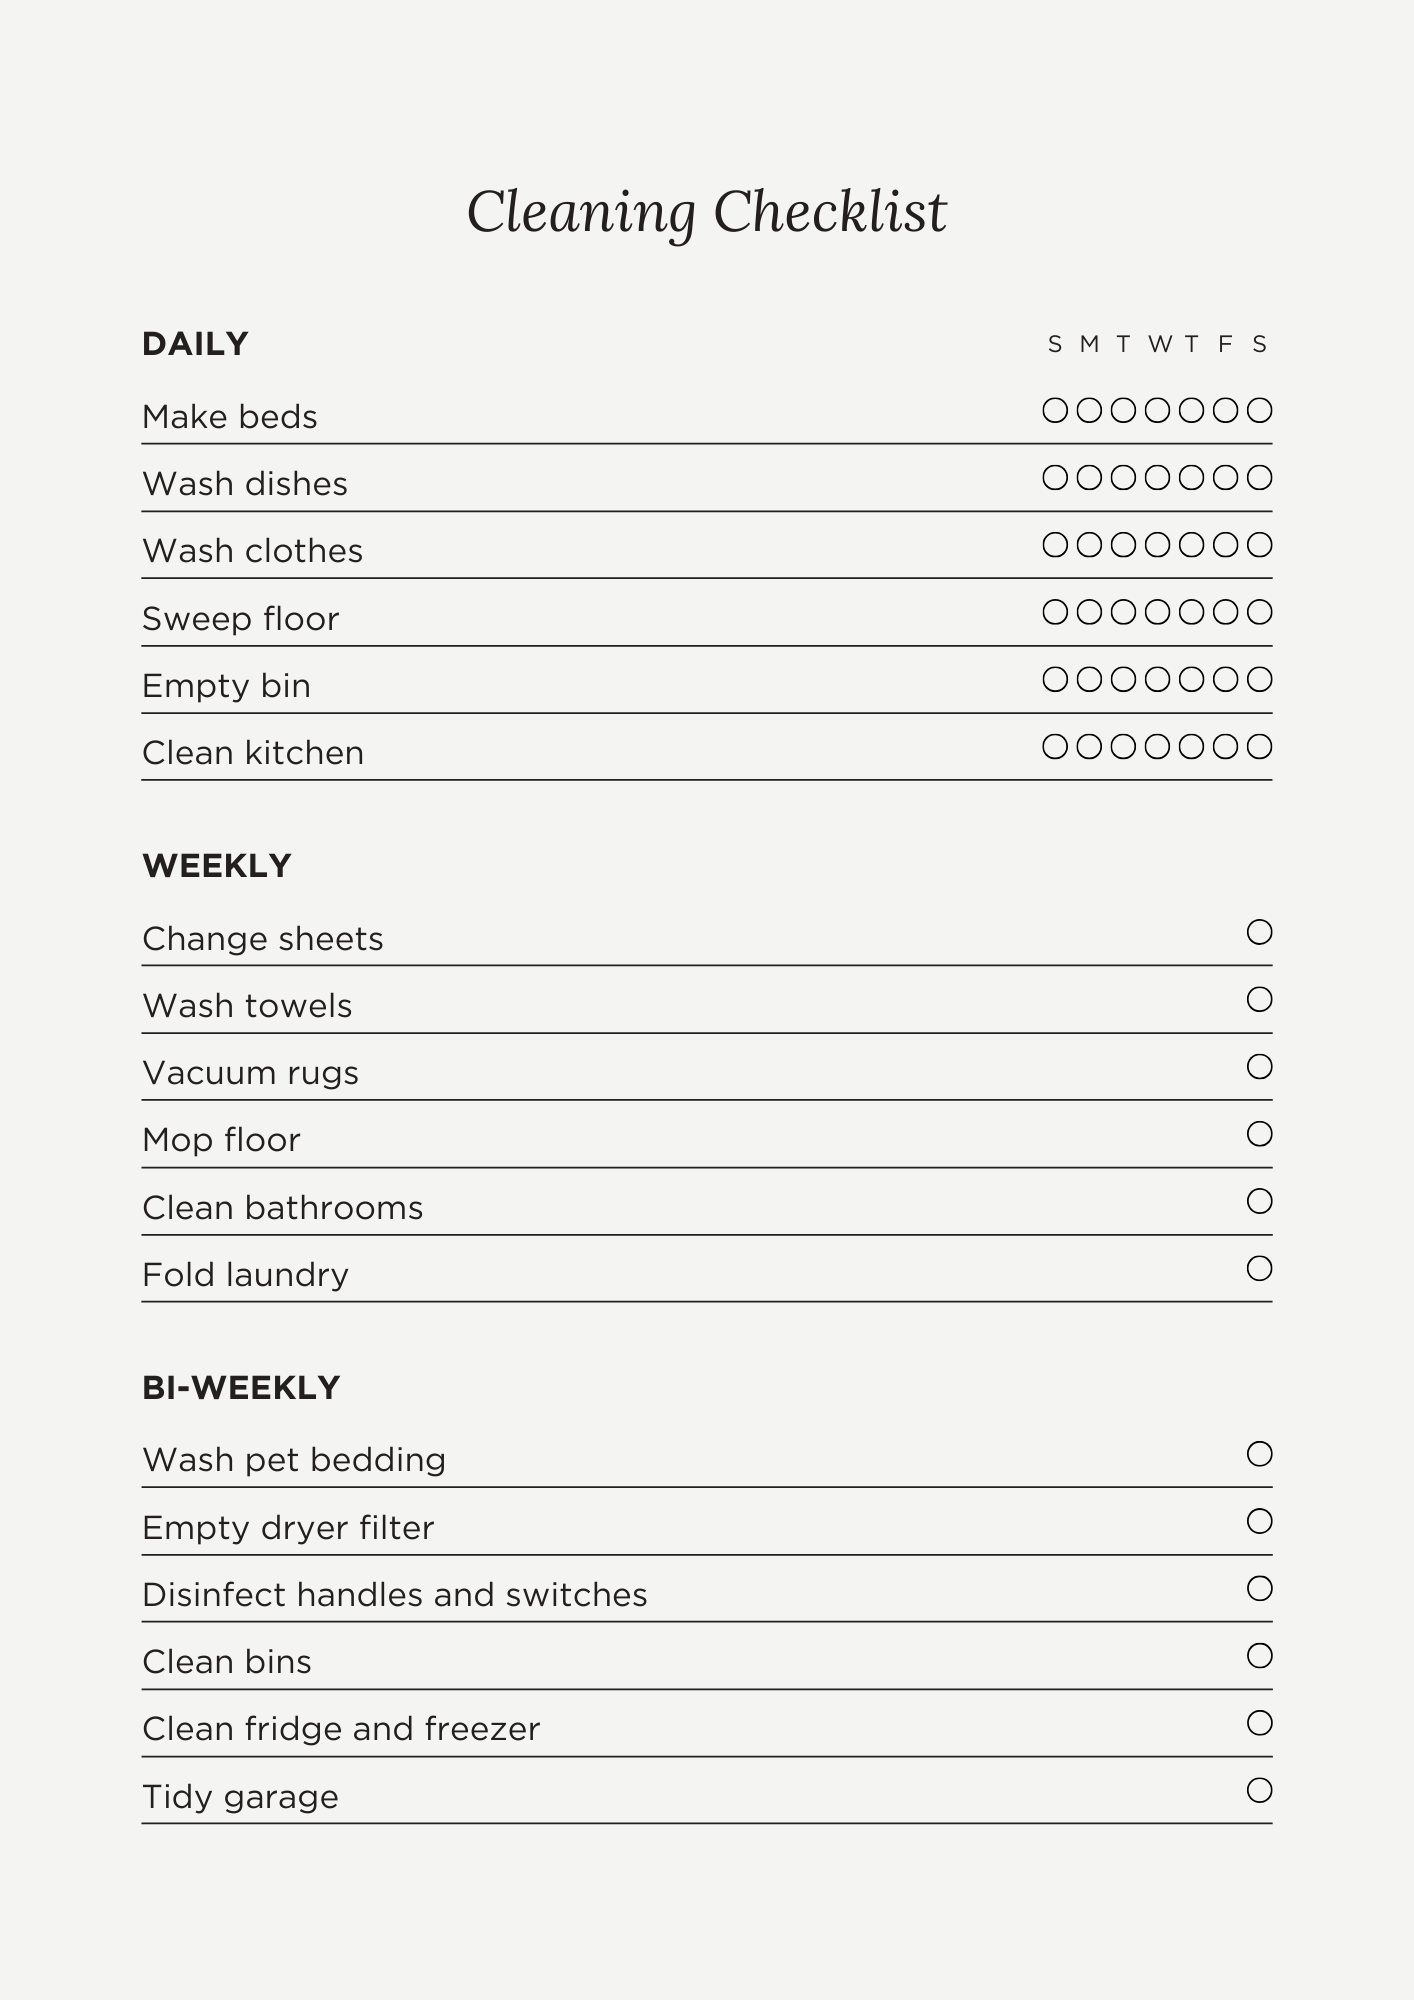 Cleaning Checklist
DAILY S M T W T F S
Make beds
Wash dishes
Wash clothes
Sweep floor
Empty bin
Clean kitchen
WEEKLY
Change sheets
Wash towels
Vacuum rugs
Mop floor
Clean bathrooms
Fold laundry
BI-WEEKLY
Wash pet bedding
Empty dryer filter
Disinfect handles and switches
Clean bins
Clean fridge and freezer
Tidy garage